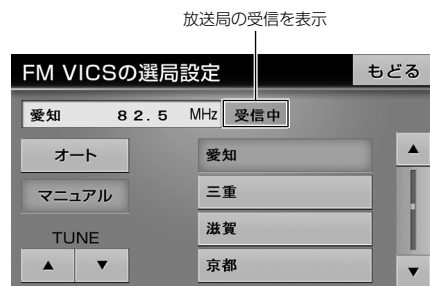 放送局の受信を表示
FM VICSの選局設定 もどる
愛知 82.5 MHz 受信中
オート 愛知 ▲
マニュアル 三重
TUNE 滋賀
▲ ▼ 京都 ▼